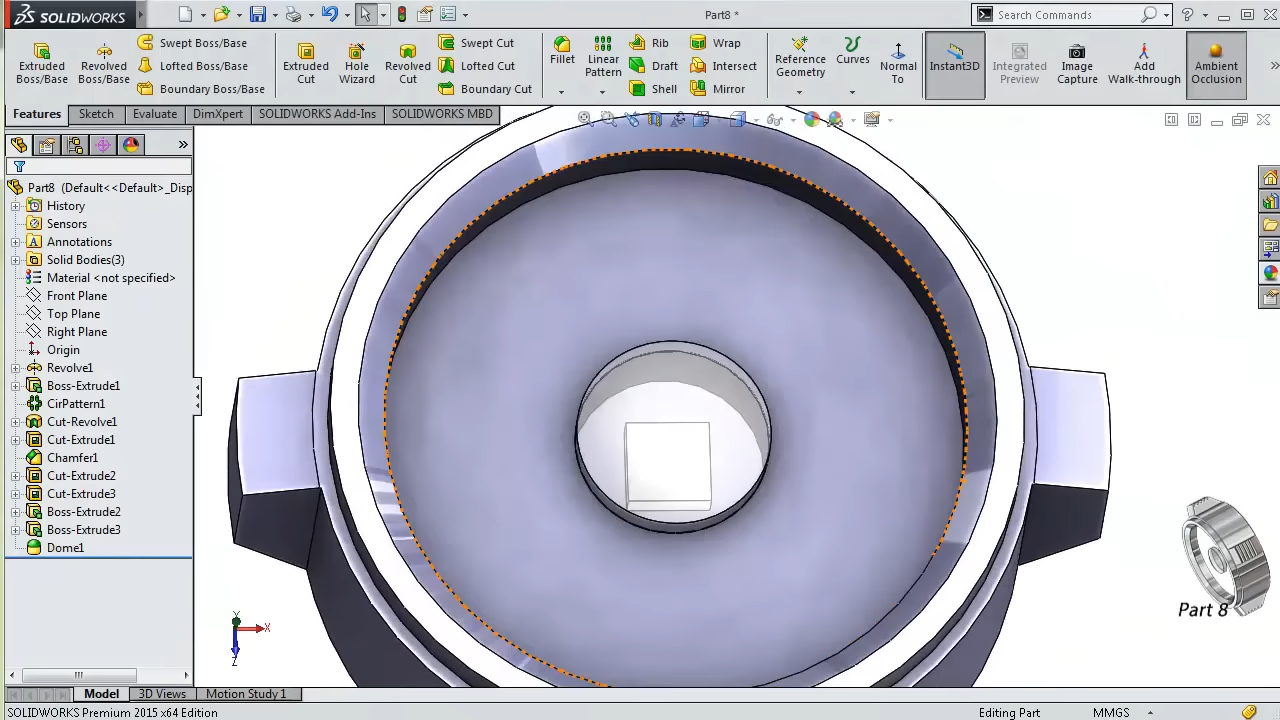 SOLIDWORKS
Part8 *
Search Commands
Extruded Boss/Base
Revolved Boss/Base
Swept Boss/Base
Lofted Boss/Base
Boundary Boss/Base
Extruded Cut
Hole Wizard
Revolved Cut
Swept Cut
Lofted Cut
Boundary Cut
Fillet
Linear Pattern
Rib
Draft
Shell
Wrap
Intersect
Mirror
Reference Geometry
Curves
Normal To
Instant3D
Integrated Preview
Image Capture
Add Walk-through
Ambient Occlusion
Features
Sketch
Evaluate
DimXpert
SOLIDWORKS Add-Ins
SOLIDWORKS MBD
Part8 (Default<<Default>_Disp
History
Sensors
Annotations
Solid Bodies(3)
Material <not specified>
Front Plane
Top Plane
Right Plane
Origin
Revolve1
Boss-Extrude1
CirPattern1
Cut-Revolve1
Cut-Extrude1
Chamfer1
Cut-Extrude2
Cut-Extrude3
Boss-Extrude2
Boss-Extrude3
Dome1
Y
X
Z
Part 8
Model
3D Views
Motion Study 1
SOLIDWORKS Premium 2015 x64 Edition
Editing Part
MMGS